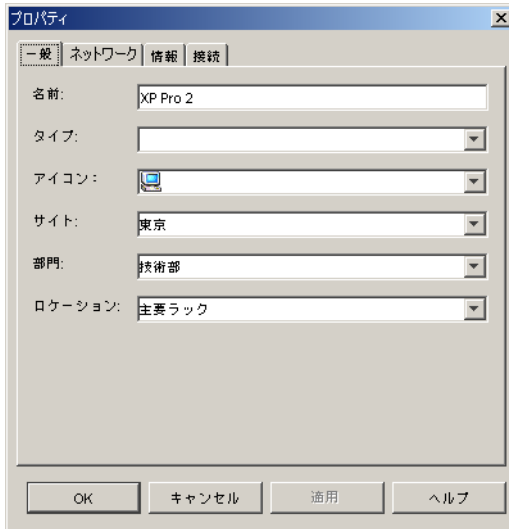 プロパティ
一般 ネットワーク 情報 接続
名前: XP Pro 2
タイプ:
アイコン：
サイト: 東京
部門: 技術部
ロケーション: 主要ラック
OK キャンセル 適用 ヘルプ